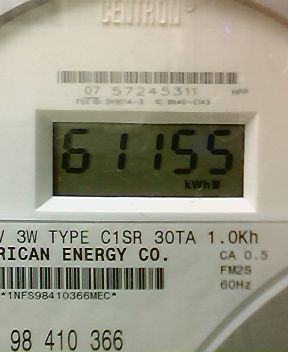 CENTRON®
07 57245311 HPP
61155
kWh
V 3W TYPE C1SR 30TA 1.0Kh
RICAN ENERGY CO. CA 0.5
FM2S
*1NFS98410366MEC* 60Hz
98 410 366